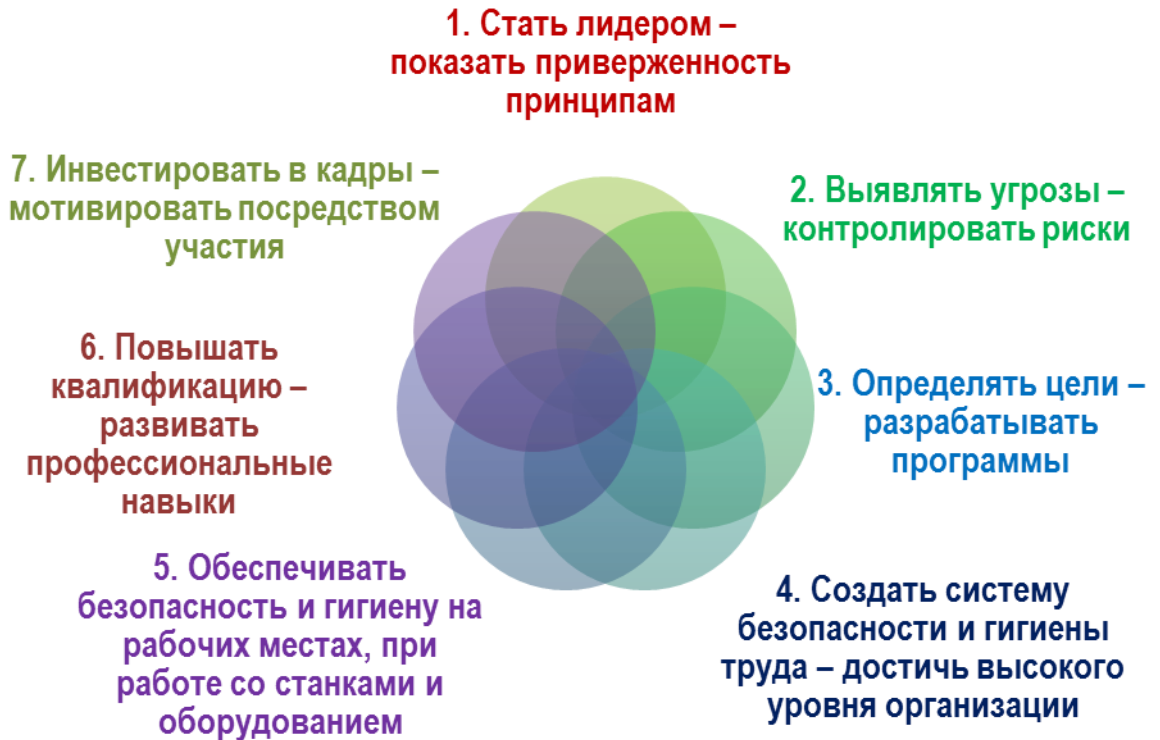 1. Стать лидером –
показать приверженность
принципам
2. Выявлять угрозы –
контролировать риски
3. Определять цели –
разрабатывать
программы
4. Создать систему
безопасности и гигиены
труда – достичь высокого
уровня организации
5. Обеспечивать
безопасность и гигиену на
рабочих местах, при
работе со станками и
оборудованием
6. Повышать
квалификацию –
развивать
профессиональные
навыки
7. Инвестировать в кадры –
мотивировать посредством
участия